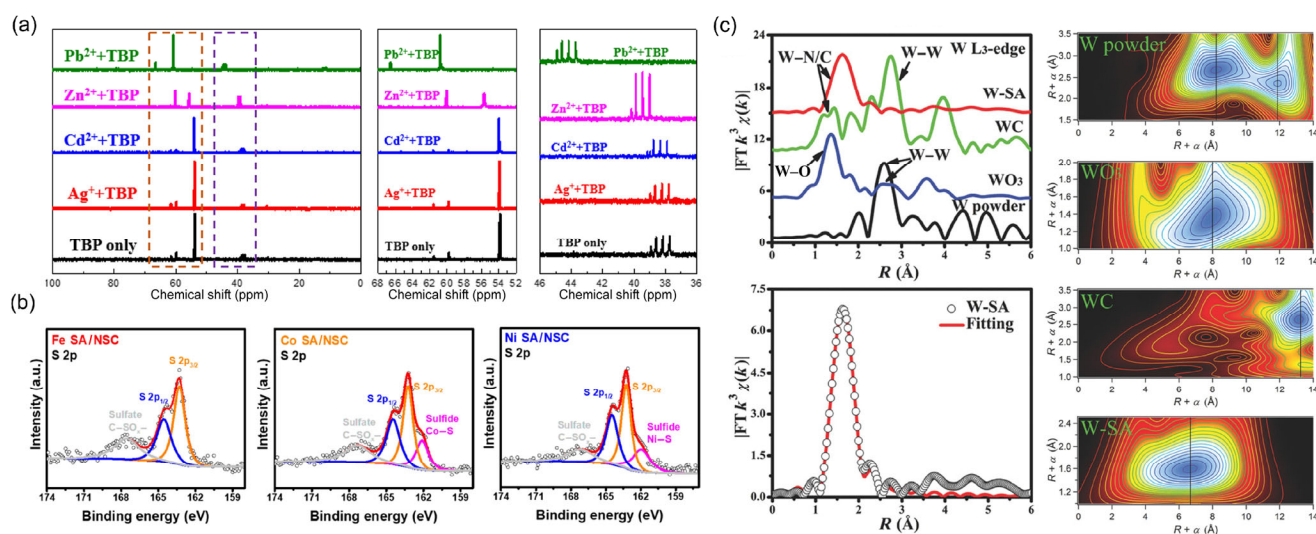 (a)
Pb²⁺+TBP
Zn²⁺+TBP
Cd²⁺+TBP
Ag⁺+TBP
TBP only
100 80 60 40 20 0
Chemical shift (ppm)
Pb²⁺+TBP
Zn²⁺+TBP
Cd²⁺+TBP
Ag⁺+TBP
TBP only
68 66 64 62 60 58 56 54 52
Chemical shift (ppm)
Pb²⁺+TBP
Zn²⁺+TBP
Cd²⁺+TBP
Ag⁺+TBP
TBP only
46 44 42 40 38 36
Chemical shift (ppm)
(b)
Fe SA/NSC
S 2p
S 2p3/2
S 2p1/2
Sulfate
C–SOx–
Intensity (a.u.)
174 171 168 165 162 159
Binding energy (eV)
Co SA/NSC
S 2p
S 2p3/2
S 2p1/2
Sulfate
C–SOx–
Sulfide
Co–S
Intensity (a.u.)
174 171 168 165 162 159
Binding energy (eV)
Ni SA/NSC
S 2p
S 2p3/2
S 2p1/2
Sulfate
C–SOx–
Sulfide
Ni–S
Intensity (a.u.)
174 171 168 165 162 159
Binding energy (eV)
(c)
W L3-edge
W–N/C
W–W
W-SA
WC
W–O
W–W
WO3
W powder
|FT k³ χ(k)|
24
18
12
6
0
0 1 2 3 4 5 6
R (Å)
W-SA
Fitting
|FT k³ χ(k)|
7.5
6.0
4.5
3.0
1.5
0.0
0 1 2 3 4 5 6
R (Å)
W powder
R + α (Å)
3.5
3.0
2.5
2.0
1.5
0 2 4 6 8 10 12 14
R + α (Å)
WO
R + α (Å)
2.0
1.8
1.6
1.4
1.2
1.0
0 2 4 6 8 10 12 14
R + α (Å)
WC
R + α (Å)
3.5
3.0
2.5
2.0
1.5
1.0
0 2 4 6 8 10 12 14
R + α (Å)
W-SA
R + α (Å)
2.4
2.2
2.0
1.8
1.6
1.4
1.2
1.0
0 2 4 6 8 10 12 14
R + α (Å)